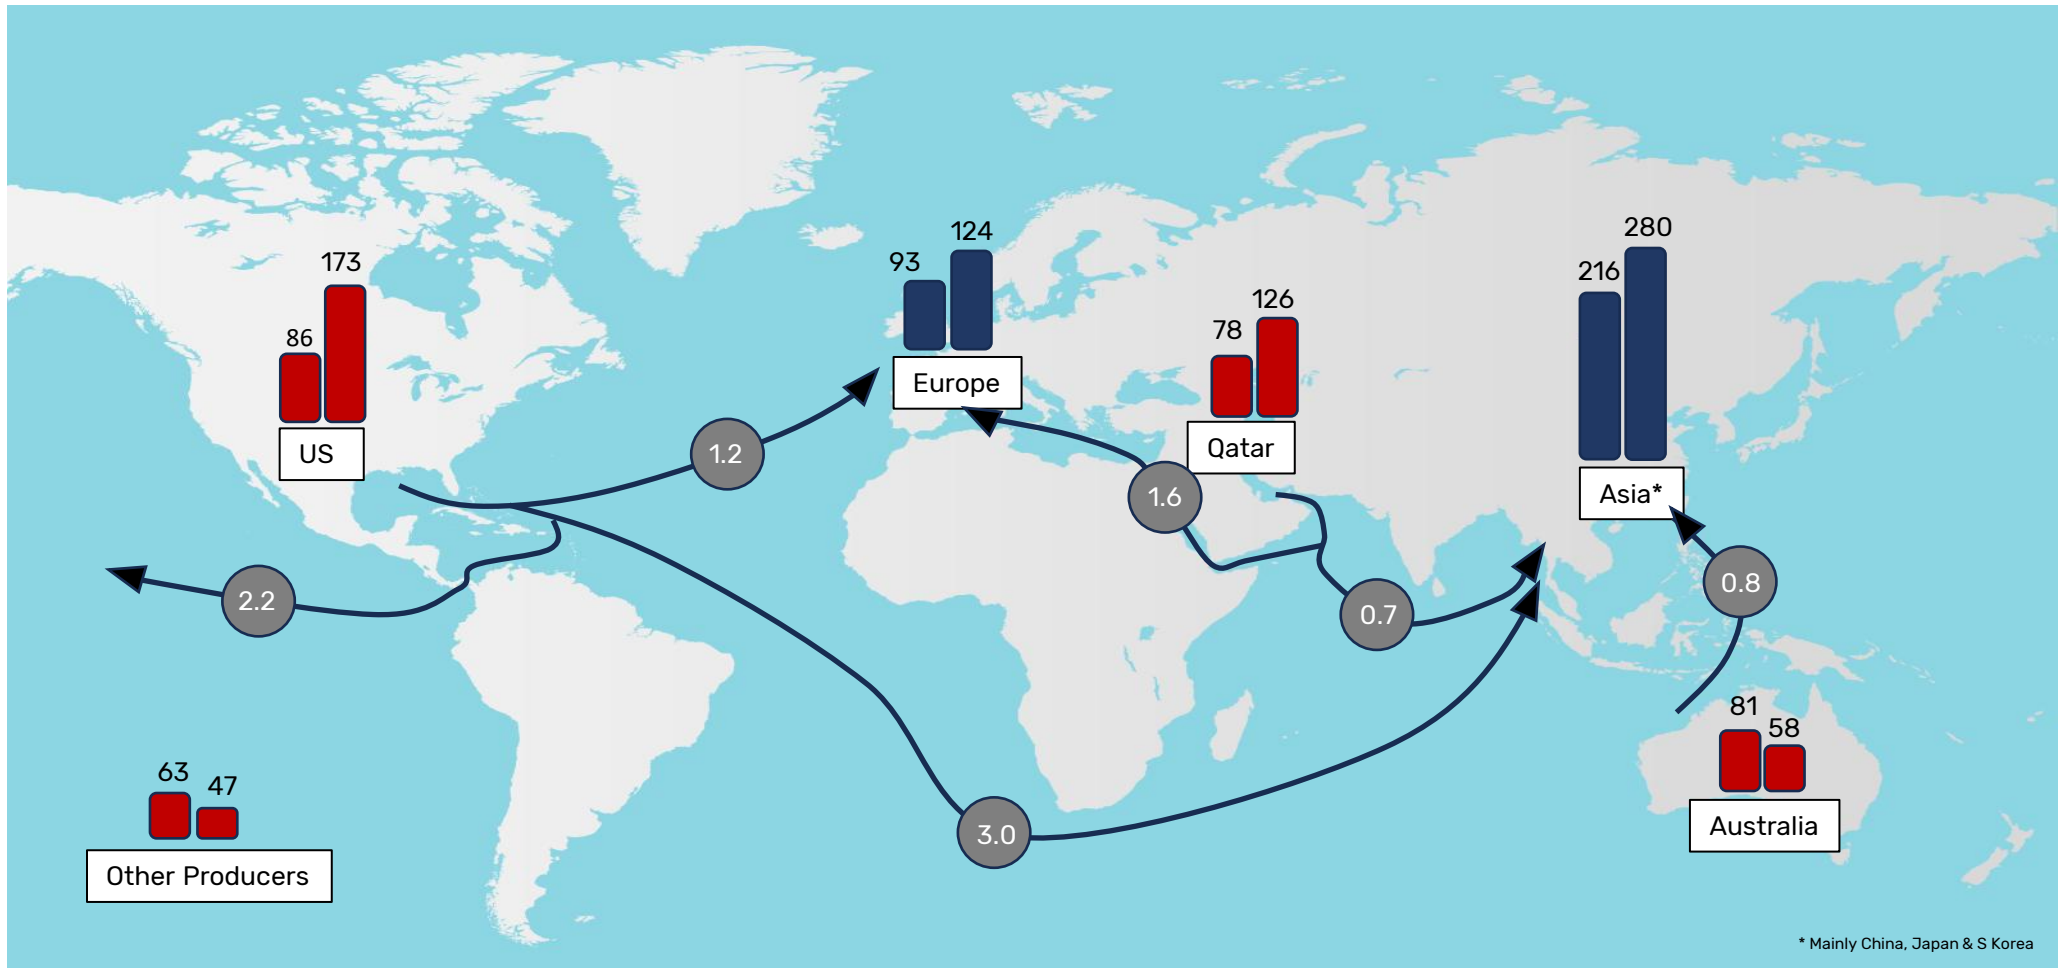 86
173
US
93
124
Europe
78
126
Qatar
216
280
Asia*
1.2
1.6
2.2
0.7
0.8
3.0
63
47
Other Producers
81
58
Australia
* Mainly China, Japan & S Korea